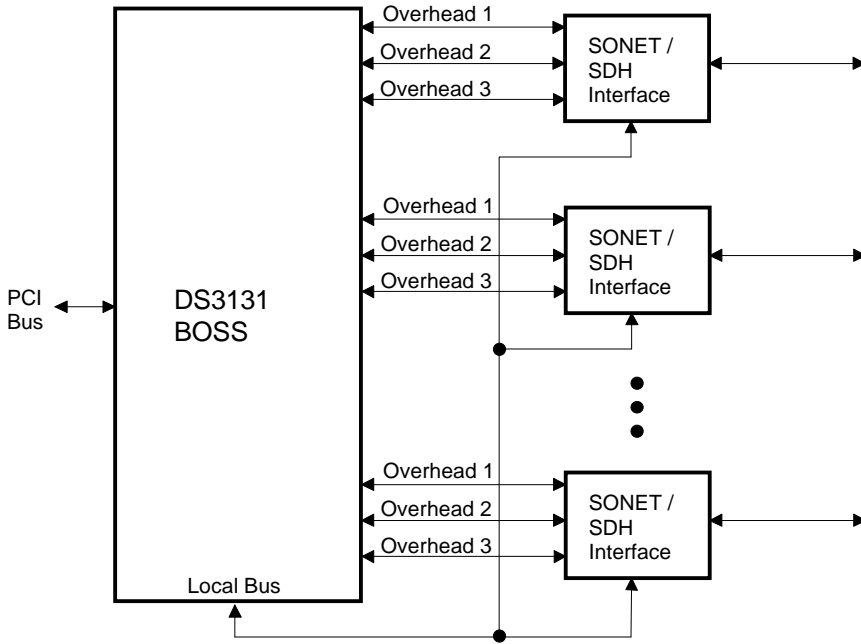 Overhead 1
Overhead 2
Overhead 3
SONET /
SDH
Interface
Overhead 1
Overhead 2
Overhead 3
SONET /
SDH
Interface
PCI
Bus
DS3131
BOSS
Overhead 1
Overhead 2
Overhead 3
SONET /
SDH
Interface
Local Bus